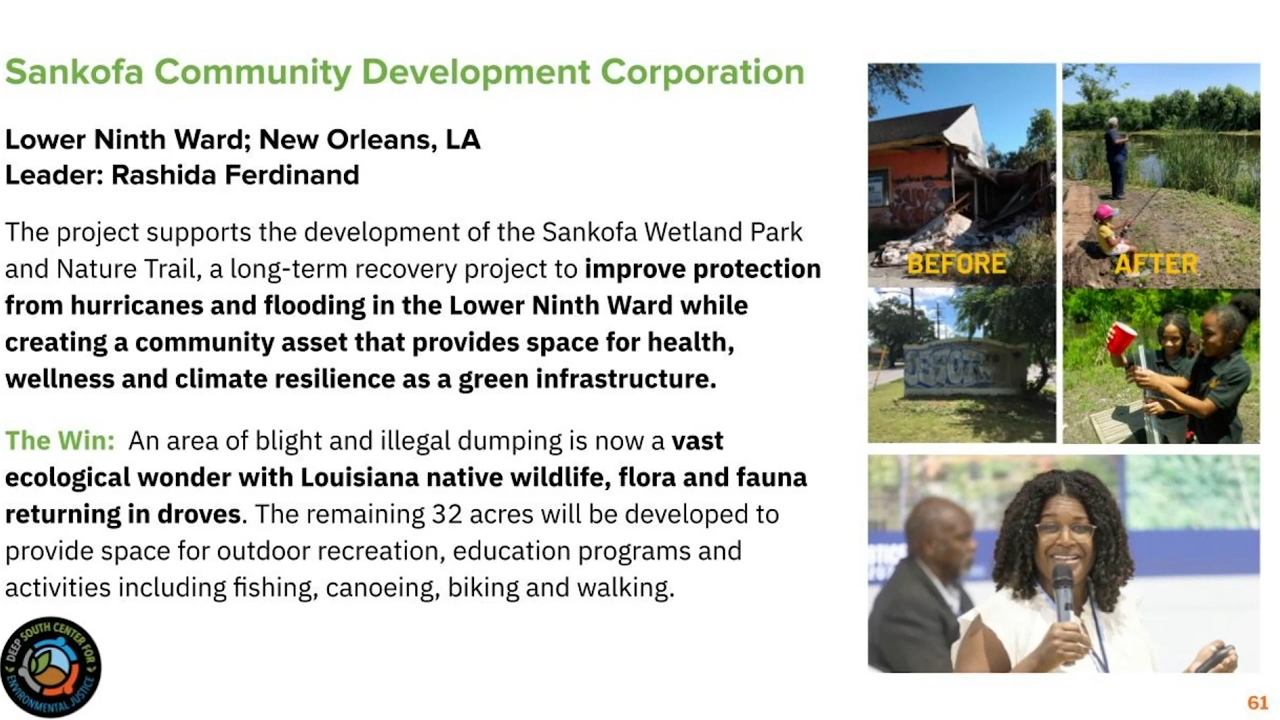 Sankofa Community Development Corporation
Lower Ninth Ward; New Orleans, LA
Leader: Rashida Ferdinand
The project supports the development of the Sankofa Wetland Park
and Nature Trail, a long-term recovery project to improve protection
from hurricanes and flooding in the Lower Ninth Ward while
creating a community asset that provides space for health,
wellness and climate resilience as a green infrastructure.
The Win: An area of blight and illegal dumping is now a vast
ecological wonder with Louisiana native wildlife, flora and fauna
returning in droves. The remaining 32 acres will be developed to
provide space for outdoor recreation, education programs and
activities including fishing, canoeing, biking and walking.
BEFORE
AFTER
DEEP SOUTH CENTER FOR
ENVIRONMENTAL JUSTICE
61